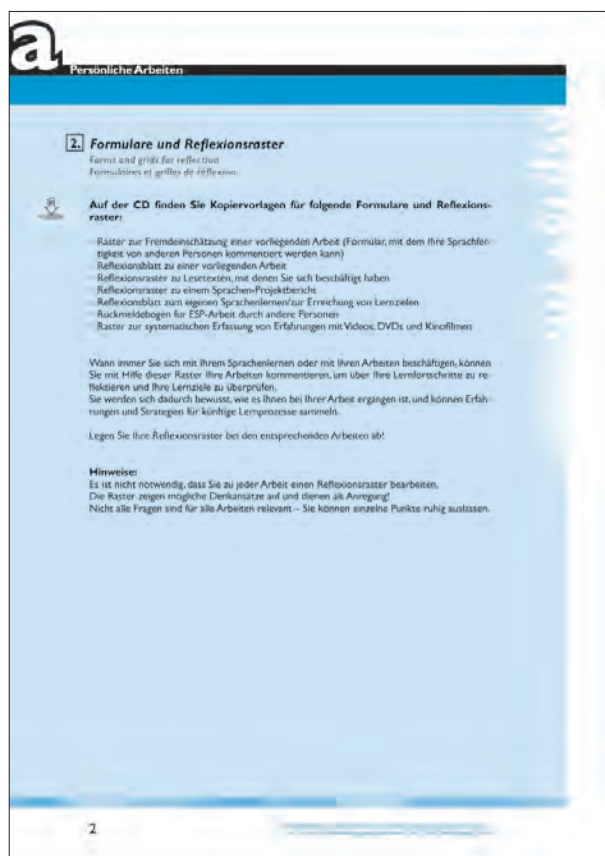 a
Persönliche Arbeiten
2. Formulare und Reflexionsraster
Forms and grids for reflection
Formulaires et grilles de réflexion
Auf der CD finden Sie Kopiervorlagen für folgende Formulare und Reflexions-
raster:
Raster zur Fremdeinschätzung einer vorliegenden Arbeit (Formular, mit dem Ihre Sprachfer-
tigkeit von anderen Personen kommentiert werden kann)
Reflexionsblatt zu einer vorliegenden Arbeit
Reflexionsraster zu Lesetexten, mit denen Sie sich beschäftigt haben
Reflexionsraster zu einem Sprachen-Projektbericht
Reflexionsblatt zum eigenen Sprachenlernen/zur Erreichung von Lernzielen
Rückmeldebogen für ESP-Arbeit durch andere Personen
Raster zur systematischen Erfassung von Erfahrungen mit Videos, DVDs und Kinofilmen
Wann immer Sie sich mit Ihrem Sprachenlernen oder mit Ihren Arbeiten beschäftigen, können
Sie mit Hilfe dieser Raster Ihre Arbeiten kommentieren, um über Ihre Lernfortschritte zu re-
flektieren und Ihre Lernziele zu überprüfen.
Sie werden sich dadurch bewusst, wie es Ihnen bei Ihrer Arbeit ergangen ist, und können Erfah-
rungen und Strategien für künftige Lernprozesse sammeln.
Legen Sie Ihre Reflexionsraster bei den entsprechenden Arbeiten ab!
Hinweise:
Es ist nicht notwendig, dass Sie zu jeder Arbeit einen Reflexionsraster bearbeiten.
Die Raster zeigen mögliche Denkansätze auf und dienen als Anregung!
Nicht alle Fragen sind für alle Arbeiten relevant – Sie können einzelne Punkte ruhig auslassen.
2